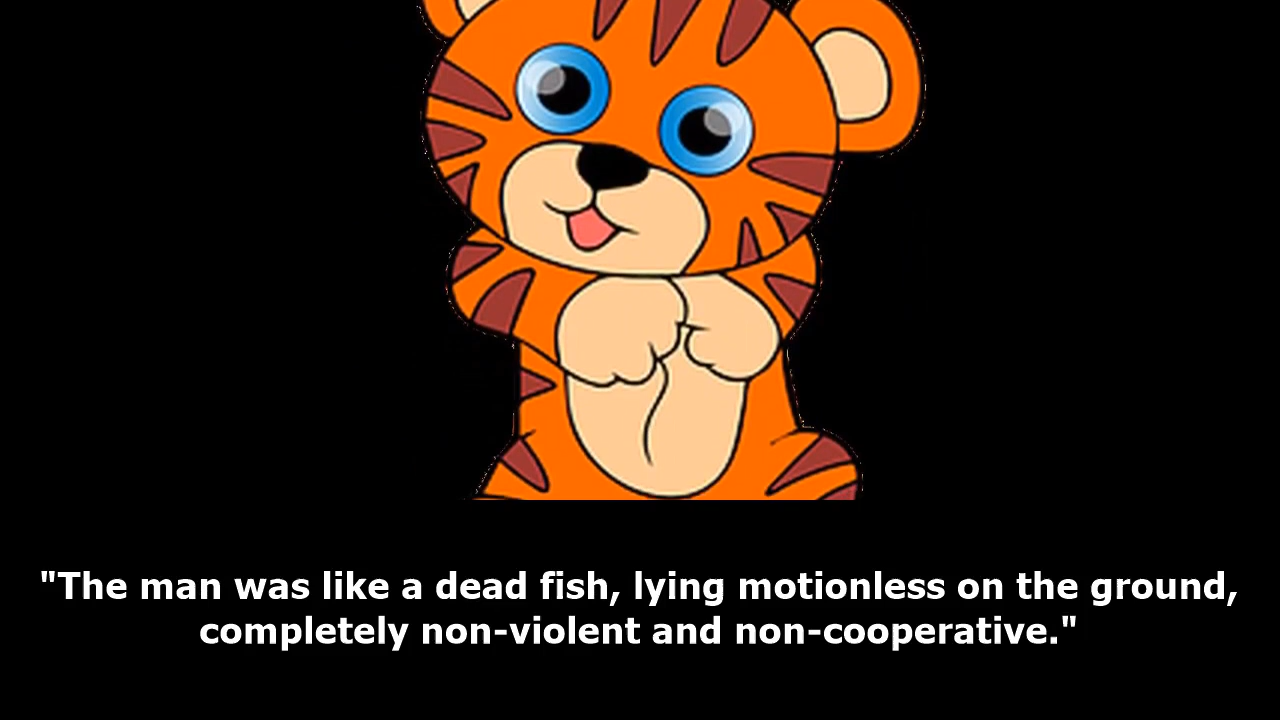 "The man was like a dead fish, lying motionless on the ground,
completely non-violent and non-cooperative."